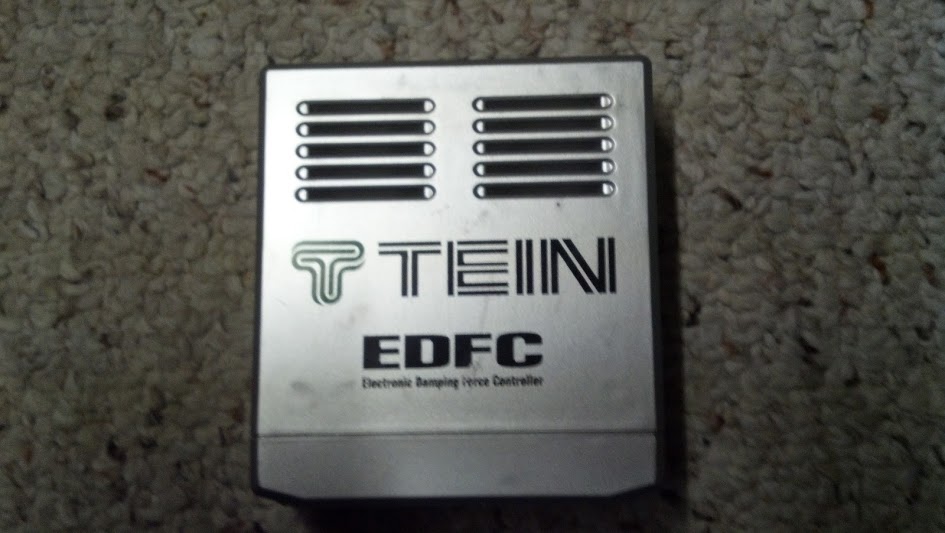 TEIN
EDFC
Electronic Damping Force Controller